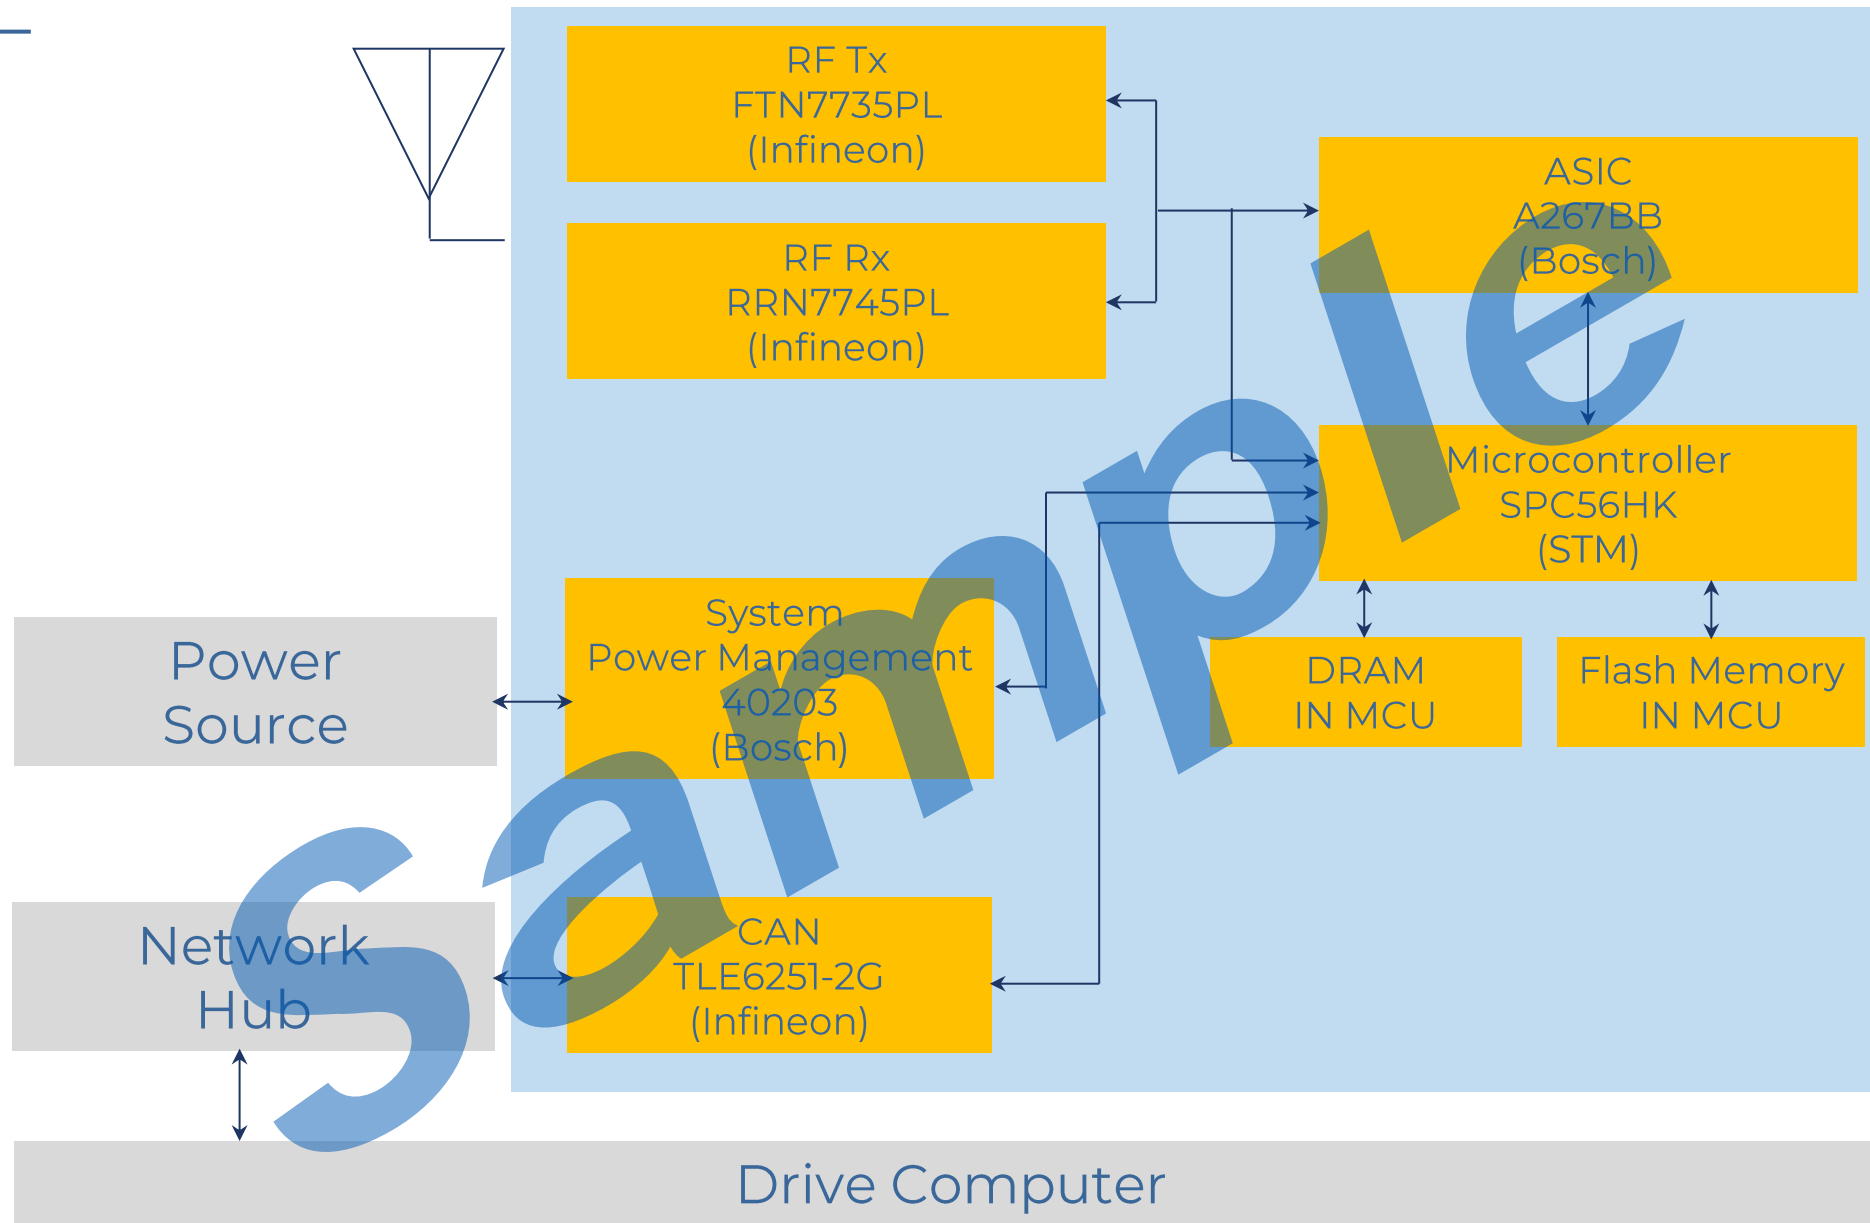 RF Tx
FTN7735PL
(Infineon)
RF Rx
RRN7745PL
(Infineon)
ASIC
A267BB
(Bosch)
Microcontroller
SPC56HK
(STM)
System
Power Management
40203
(Bosch)
Power
Source
DRAM
IN MCU
Flash Memory
IN MCU
Network
Hub
CAN
TLE6251-2G
(Infineon)
Drive Computer
Sample